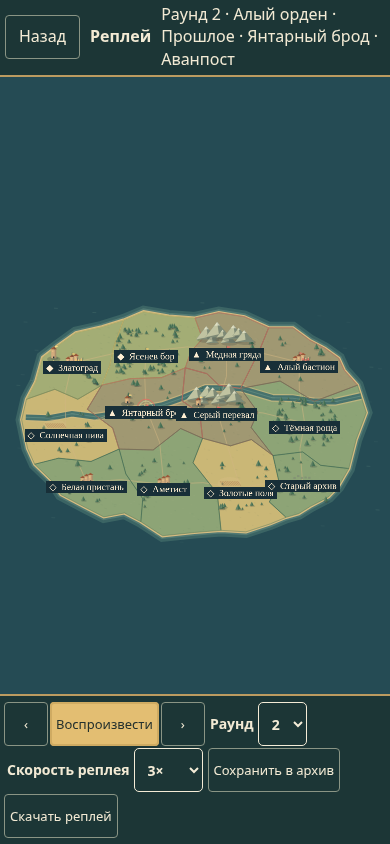 Назад
Реплей
Раунд 2 · Алый орден ·
Прошлое · Янтарный брод ·
Аванпост
◆ Ясенев бор
▲ Медная гряда
◆ Златоград
▲ Алый бастион
▲ Янтарный бро
▲ Серый перевал
◇ Солнечная нива
◇ Тёмная роща
◇ Белая пристань
◇ Аметист
◇ Золотые поля
◇ Старый архив
‹
Воспроизвести
›
Раунд
2
Скорость реплея
3×
Сохранить в архив
Скачать реплей